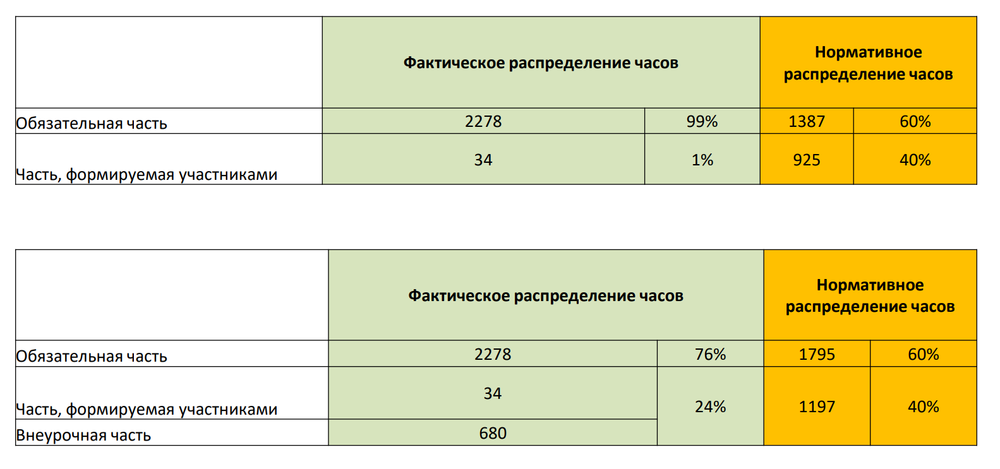 Фактическое распределение часов
Нормативное
распределение часов
Обязательная часть 2278 99% 1387 60%
Часть, формируемая участниками 34 1% 925 40%
Фактическое распределение часов
Нормативное
распределение часов
Обязательная часть 2278 76% 1795 60%
Часть, формируемая участниками 34 24% 1197 40%
Внеурочная часть 680